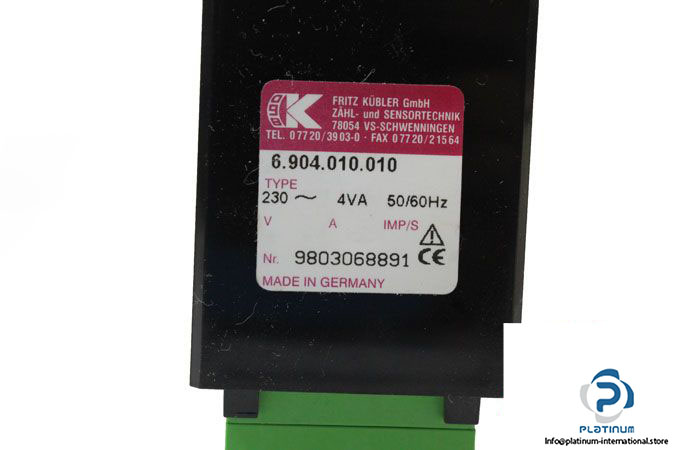 K
FRITZ KÜBLER GmbH
ZÄHL- und SENSORTECHNIK
78054 VS-SCHWENNINGEN
TEL. 07720/3903-0 · FAX 07720/21564
6.904.010.010
TYPE
230 ~ 4VA 50/60Hz
V A IMP/S
Nr. 9803068891 CE
MADE IN GERMANY
PLATINUM
Info@platinum-international.store